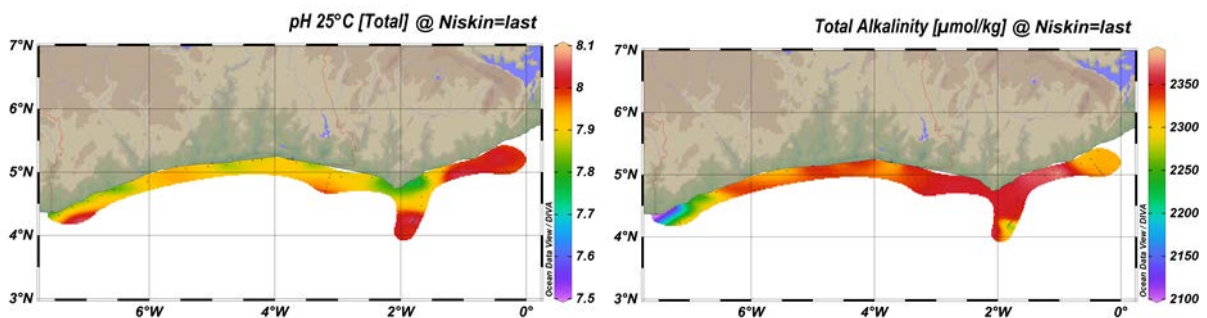 pH 25°C [Total] @ Niskin=last
7°N
6°N
5°N
4°N
3°N
6°W
4°W
2°W
0°
8.1
8
7.9
7.8
7.7
7.6
7.5
Ocean Data View / DIVA
Total Alkalinity [µmol/kg] @ Niskin=last
7°N
6°N
5°N
4°N
3°N
6°W
4°W
2°W
0°
2350
2300
2250
2200
2150
2100
Ocean Data View / DIVA